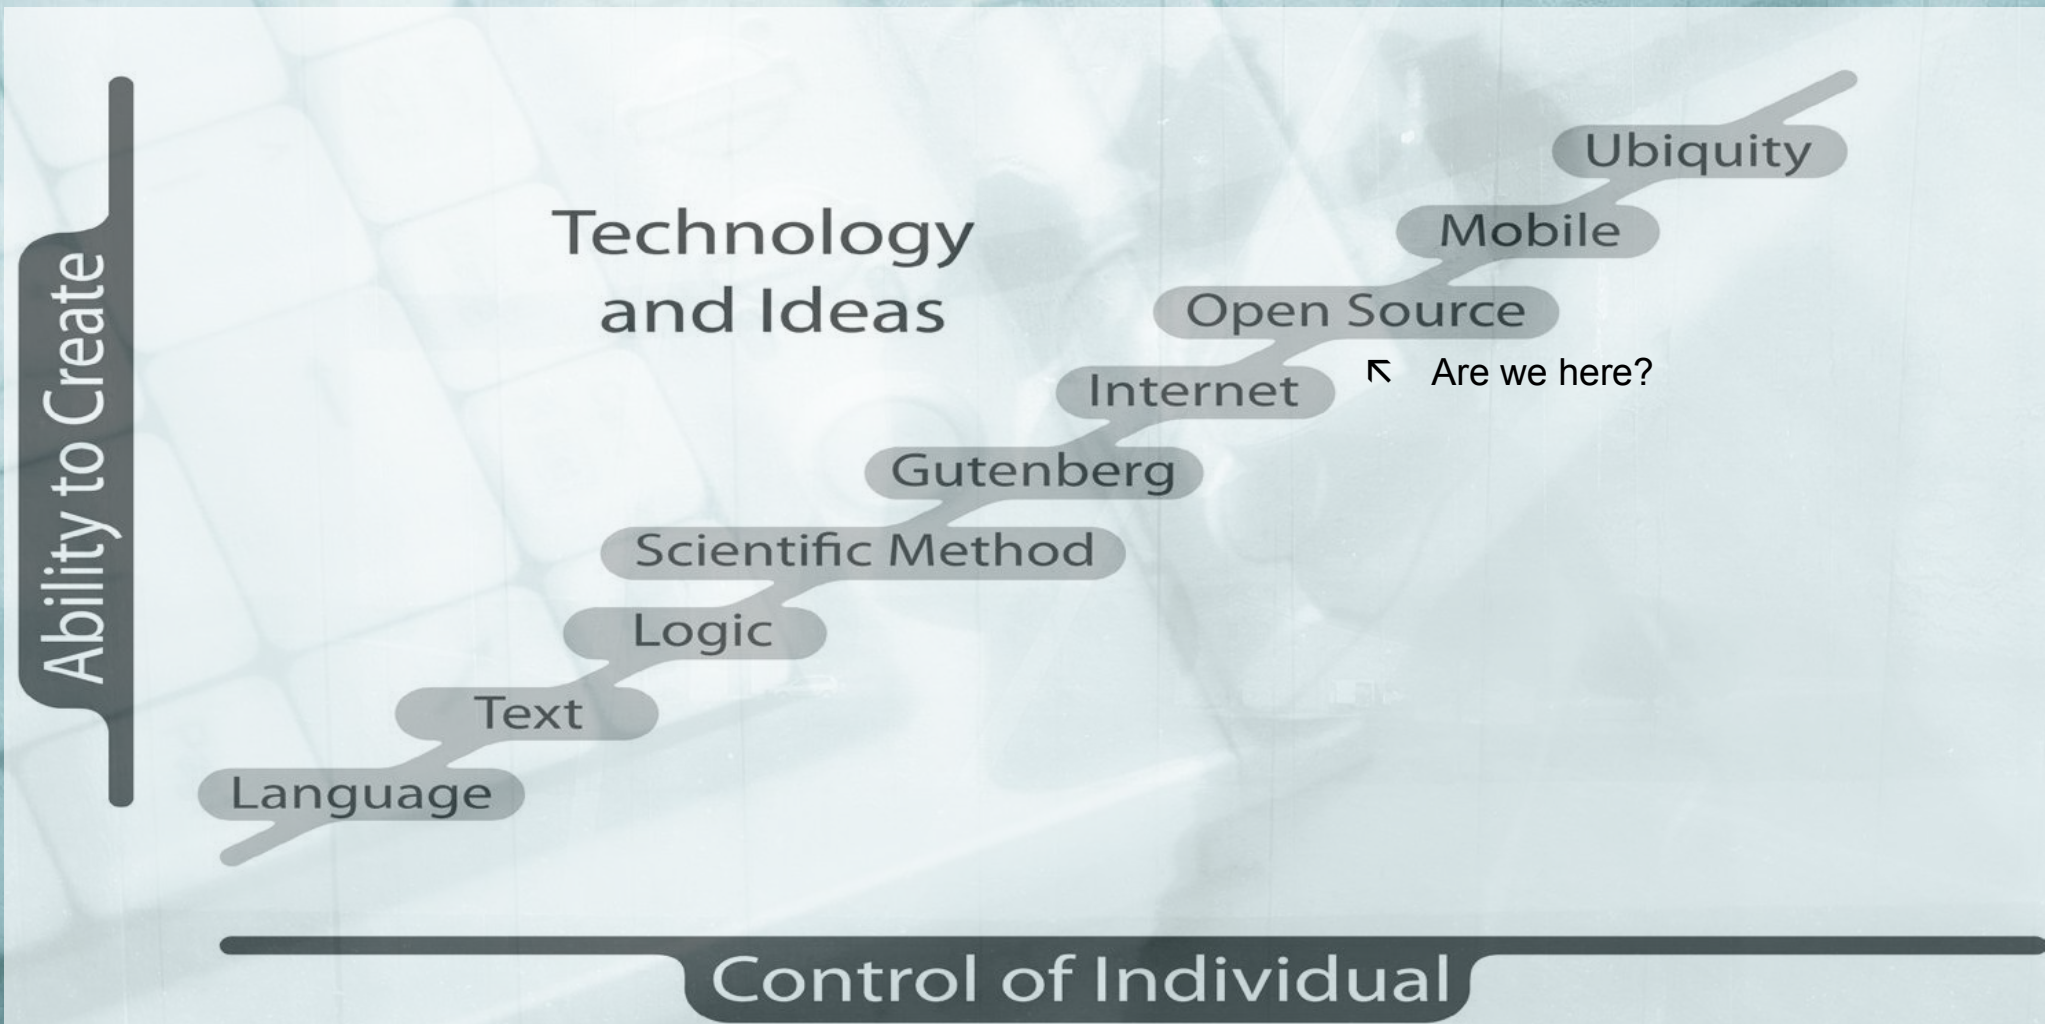 Technology
and Ideas
Ubiquity
Mobile
Open Source
↖ Are we here?
Internet
Gutenberg
Scientific Method
Logic
Text
Language
Ability to Create
Control of Individual